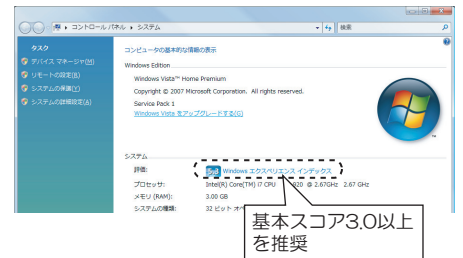 コントロール パネル ▸ システム
検索
タスク
デバイス マネージャ(M)
リモートの設定(R)
システムの保護(Y)
システムの詳細設定(A)
コンピュータの基本的な情報の表示
Windows Edition
Windows Vista™ Home Premium
Copyright © 2007 Microsoft Corporation. All rights reserved.
Service Pack 1
Windows Vista をアップグレードする(G)
システム
評価:
Windows エクスペリエンス インデックス
プロセッサ: Intel(R) Core(TM) i7 CPU 920 @ 2.67GHz 2.67 GHz
メモリ (RAM): 3.00 GB
システムの種類: 32 ビット
基本スコア3.0以上
を推奨